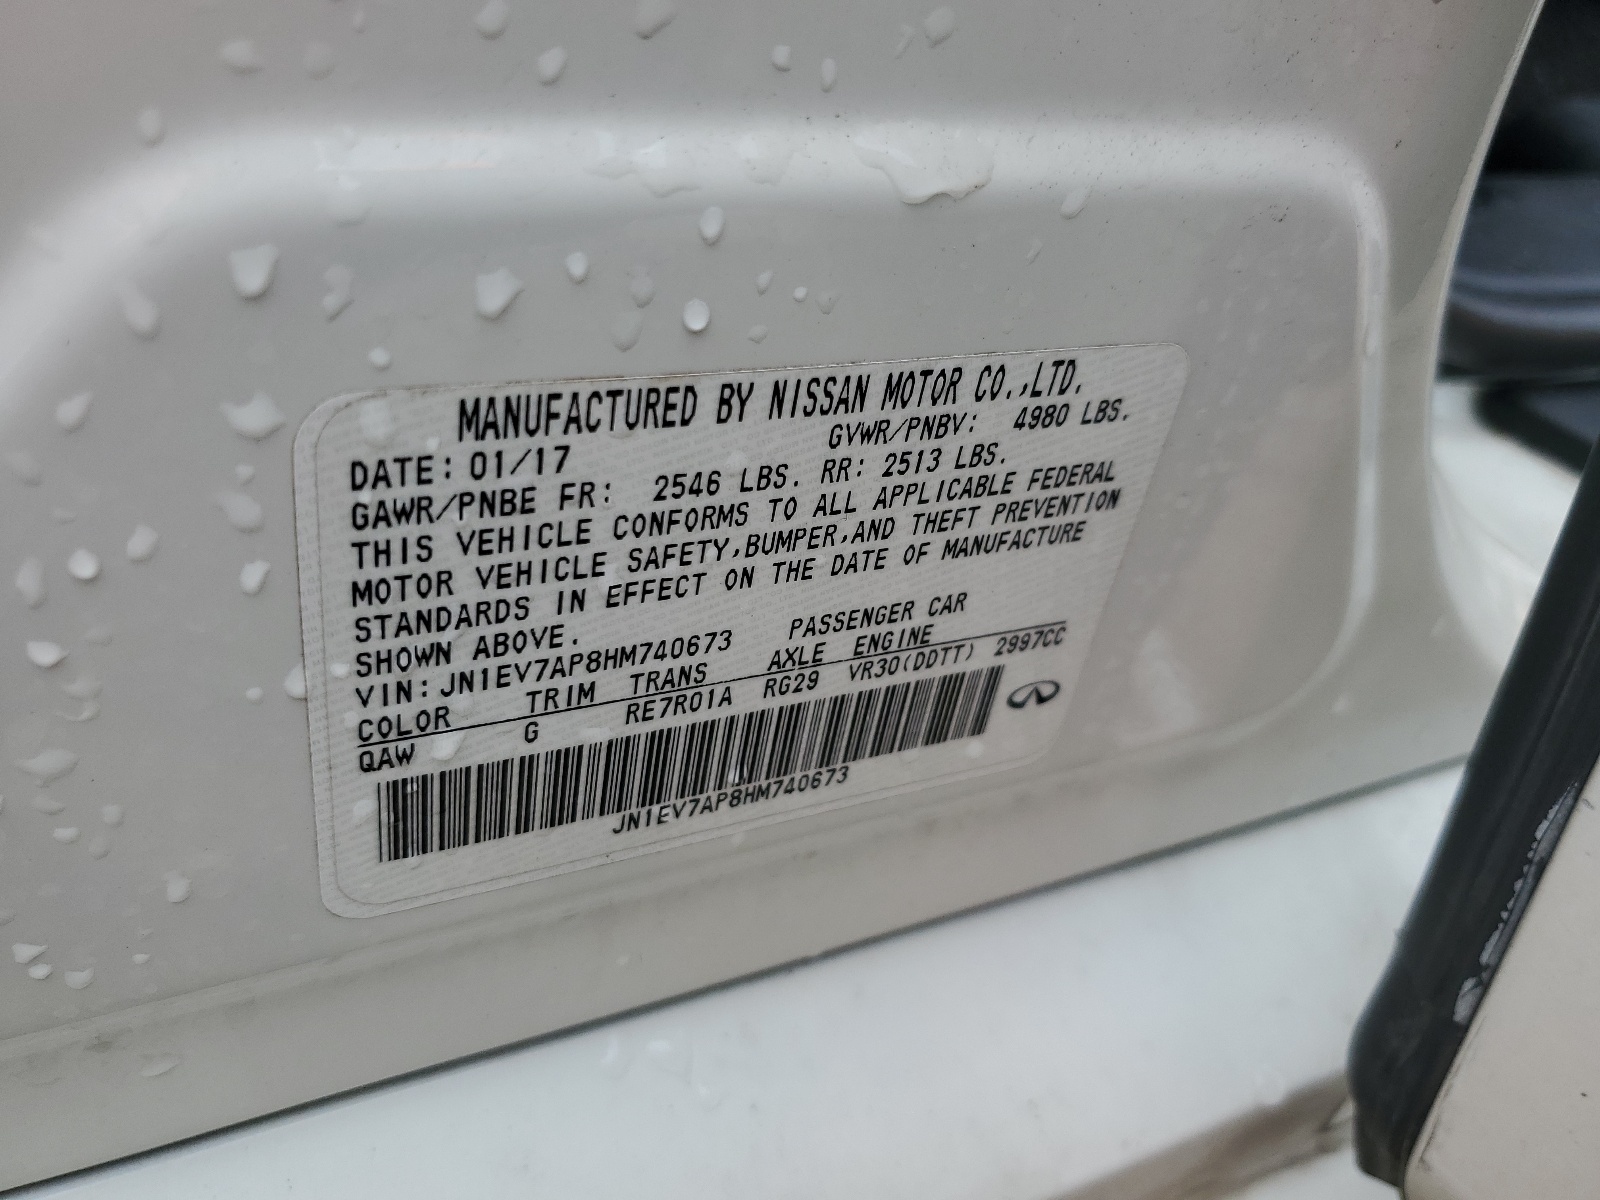 MANUFACTURED BY NISSAN MOTOR CO.,LTD.
DATE: 01/17 GVWR/PNBV: 4980 LBS.
GAWR/PNBE FR: 2546 LBS. RR: 2513 LBS.
THIS VEHICLE CONFORMS TO ALL APPLICABLE FEDERAL
MOTOR VEHICLE SAFETY,BUMPER,AND THEFT PREVENTION
STANDARDS IN EFFECT ON THE DATE OF MANUFACTURE
SHOWN ABOVE.
VIN: JN1EV7AP8HM740673 PASSENGER CAR
COLOR TRIM TRANS AXLE ENGINE
QAW G RE7R01A RG29 VR30(DDTT) 2997CC
JN1EV7AP8HM740673